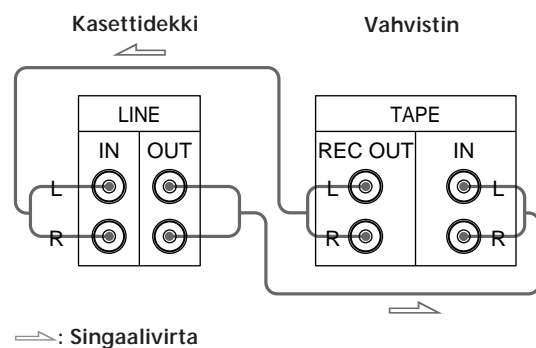 Kasettidekki
Vahvistin
LINE
IN OUT
L
R
TAPE
REC OUT IN
L L
R R
: Singaalivirta